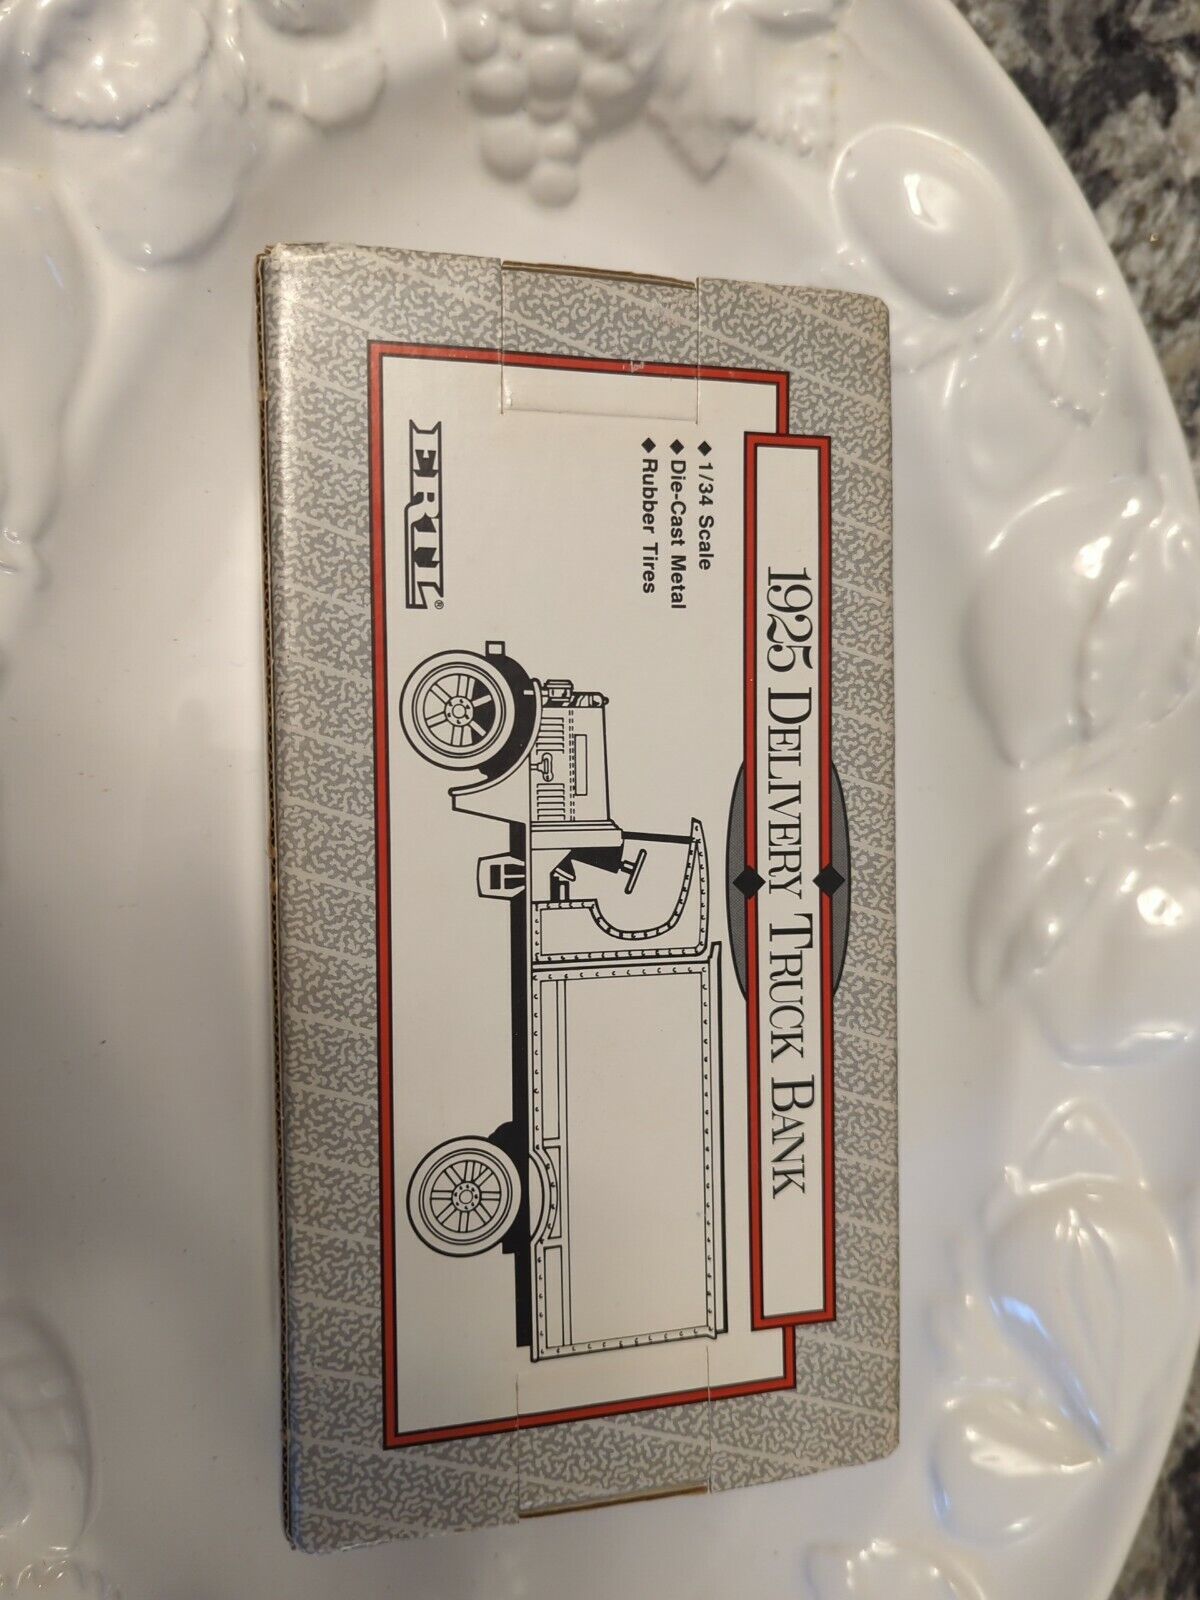 1925 DELIVERY TRUCK BANK
◆ 1/34 Scale
◆ Die-Cast Metal
◆ Rubber Tires
ERTL®